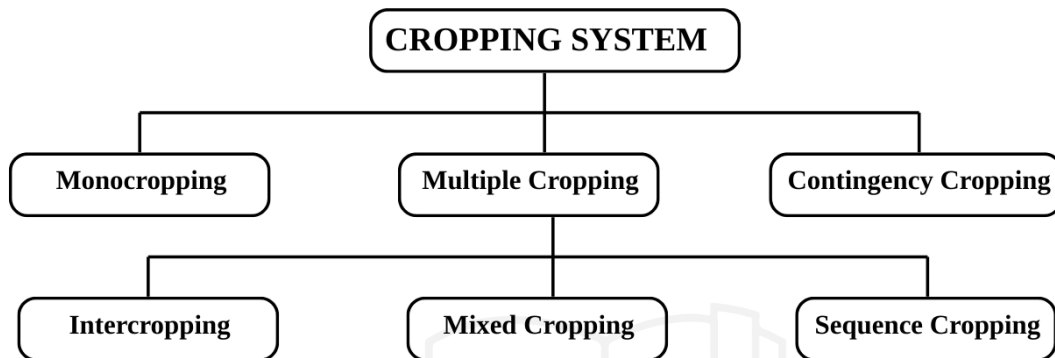 CROPPING SYSTEM
Monocropping
Multiple Cropping
Contingency Cropping
Intercropping
Mixed Cropping
Sequence Cropping